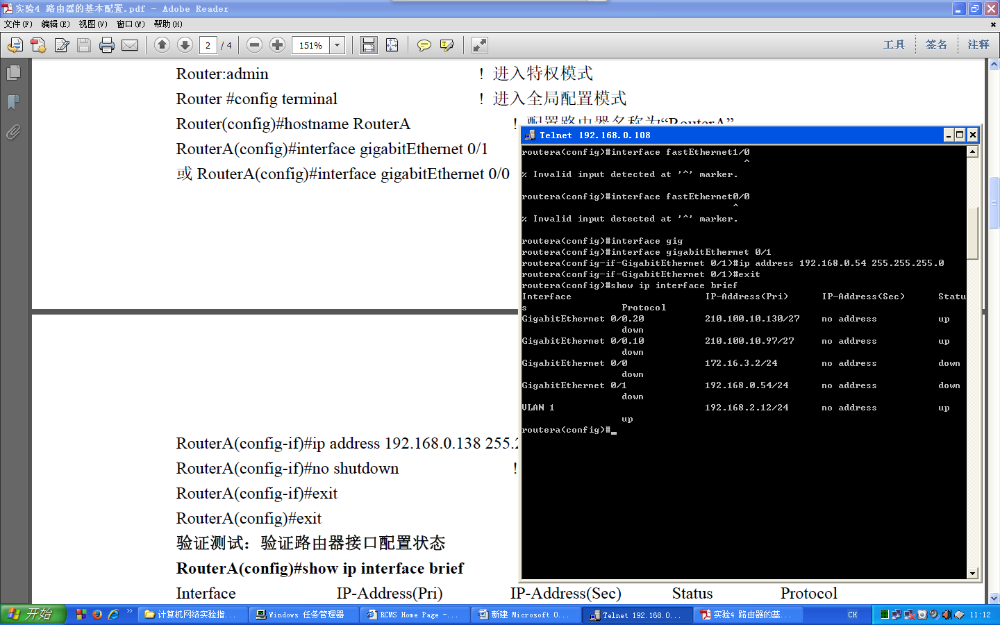 实验4 路由器的基本配置.pdf - Adobe Reader
文件(F) 编辑(E) 视图(V) 窗口(W) 帮助(H)
2 / 4 151% 工具 签名 注释
Router:admin ! 进入特权模式
Router #config terminal ! 进入全局配置模式
Router(config)#hostname RouterA ! 配置路由器名称为“RouterA”
RouterA(config)#interface gigabitEthernet 0/1
或 RouterA(config)#interface gigabitEthernet 0/0
RouterA(config-if)#ip address 192.168.0.138 255.2
RouterA(config-if)#no shutdown !
RouterA(config-if)#exit
RouterA(config)#exit
验证测试：验证路由器接口配置状态
RouterA(config)#show ip interface brief
Interface IP-Address(Pri) IP-Address(Sec) Status Protocol
Telnet 192.168.0.108
routera(config)#interface fastEthernet1/0
^
% Invalid input detected at '^' marker.
routera(config)#interface fastEthernet0/0
^
% Invalid input detected at '^' marker.
routera(config)#interface gig
routera(config)#interface gigabitEthernet 0/1
routera(config-if-GigabitEthernet 0/1)#ip address 192.168.0.54 255.255.255.0
routera(config-if-GigabitEthernet 0/1)#exit
routera(config)#show ip interface brief
Interface IP-Address(Pri) IP-Address(Sec) Statu
s Protocol
GigabitEthernet 0/0.20 210.100.10.130/27 no address up
down
GigabitEthernet 0/0.10 210.100.10.97/27 no address up
down
GigabitEthernet 0/0 172.16.3.2/24 no address down
down
GigabitEthernet 0/1 192.168.0.54/24 no address down
down
VLAN 1 192.168.2.12/24 no address up
up
routera(config)#
开始 计算机网络实验指... Windows 任务管理器 RCMS Home Page -... 新建 Microsoft O... Telnet 192.168.0... 实验4 路由器的基... CH 11:12